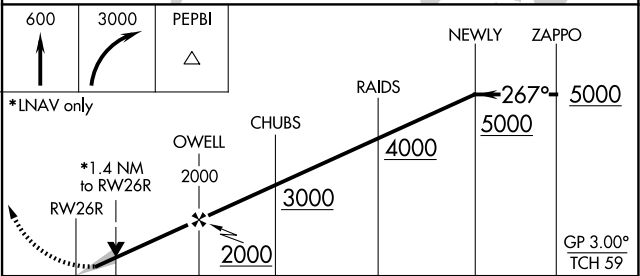 600 3000 PEPBI
NEWLY ZAPPO
*LNAV only
RAIDS
267° 5000
5000
CHUBS
OWELL
4000
*1.4 NM
to RW26R
2000
3000
RW26R
2000
GP 3.00°
TCH 59